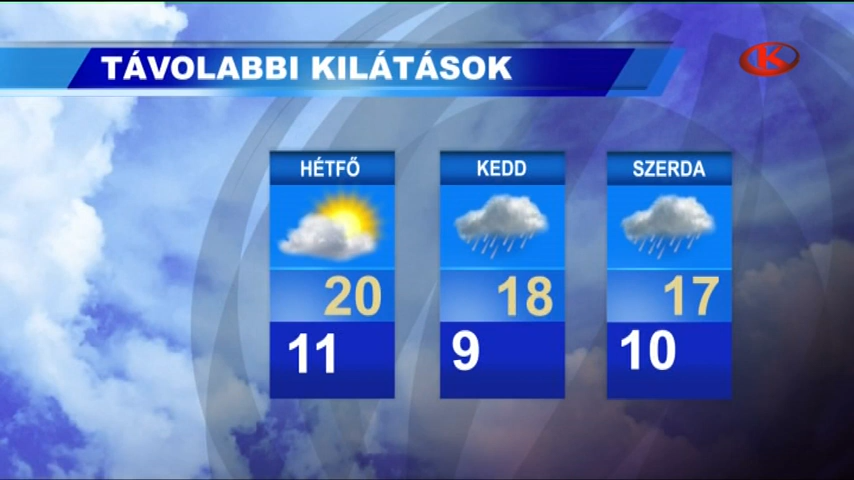 TÁVOLABBI KILÁTÁSOK
K
HÉTFŐ
KEDD
SZERDA
20
18
17
11
9
10